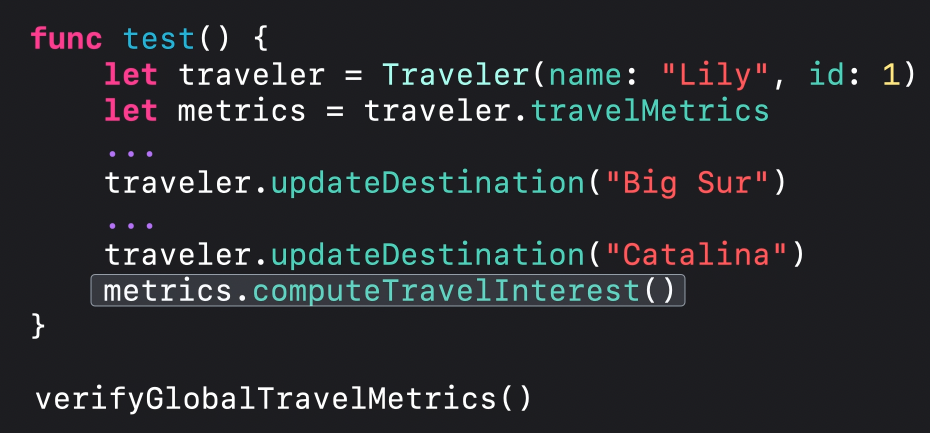 func test() {
    let traveler = Traveler(name: "Lily", id: 1)
    let metrics = traveler.travelMetrics
    ...
    traveler.updateDestination("Big Sur")
    ...
    traveler.updateDestination("Catalina")
    metrics.computeTravelInterest()
}
verifyGlobalTravelMetrics()